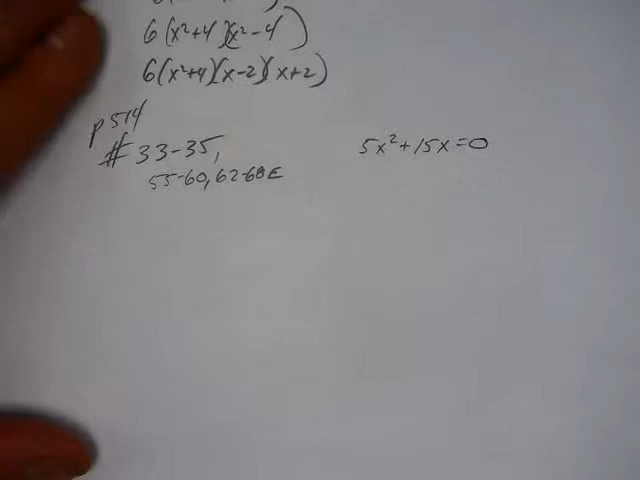 6(x²+4)(x²-4)
6(x²+4)(x-2)(x+2)
p514
# 33-35,
55-60, 62-68E
5x²+15x=0